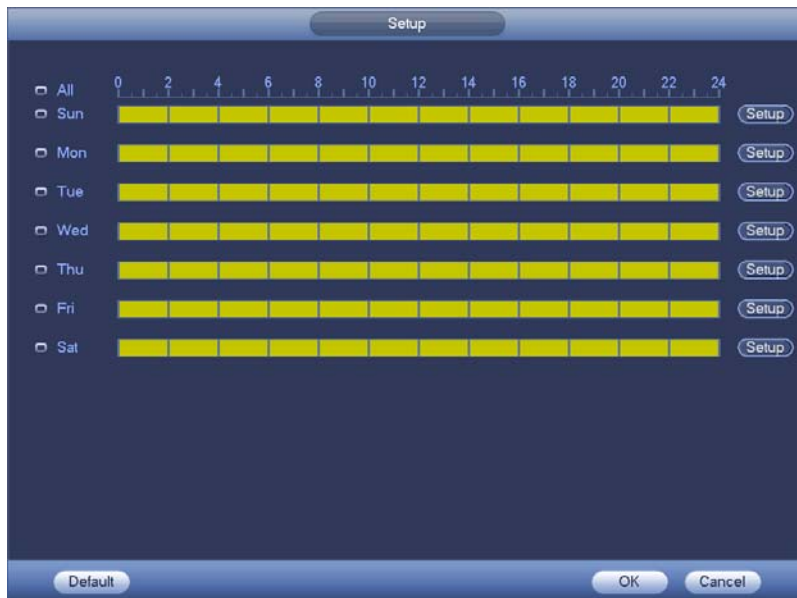 Setup
All 0 2 4 6 8 10 12 14 16 18 20 22 24
Sun Setup
Mon Setup
Tue Setup
Wed Setup
Thu Setup
Fri Setup
Sat Setup
Default OK Cancel